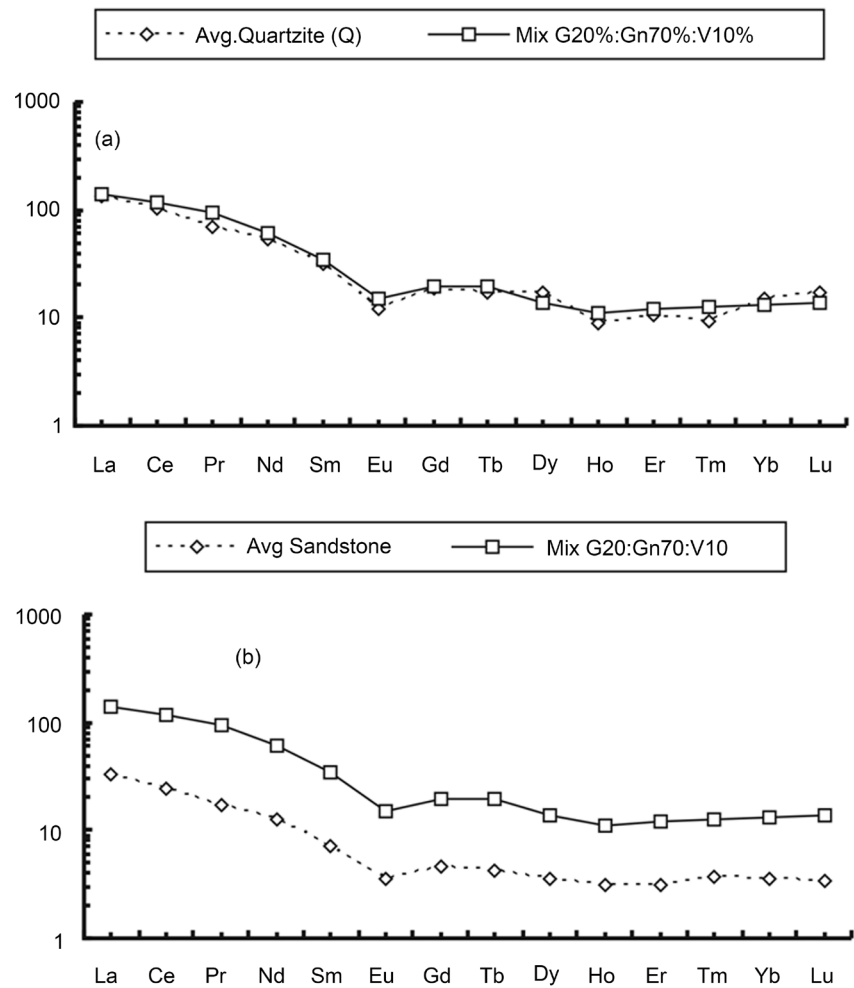 Avg.Quartzite (Q) Mix G20%:Gn70%:V10%
1000
(a)
100
10
1
La Ce Pr Nd Sm Eu Gd Tb Dy Ho Er Tm Yb Lu
Avg Sandstone Mix G20:Gn70:V10
1000
(b)
100
10
1
La Ce Pr Nd Sm Eu Gd Tb Dy Ho Er Tm Yb Lu